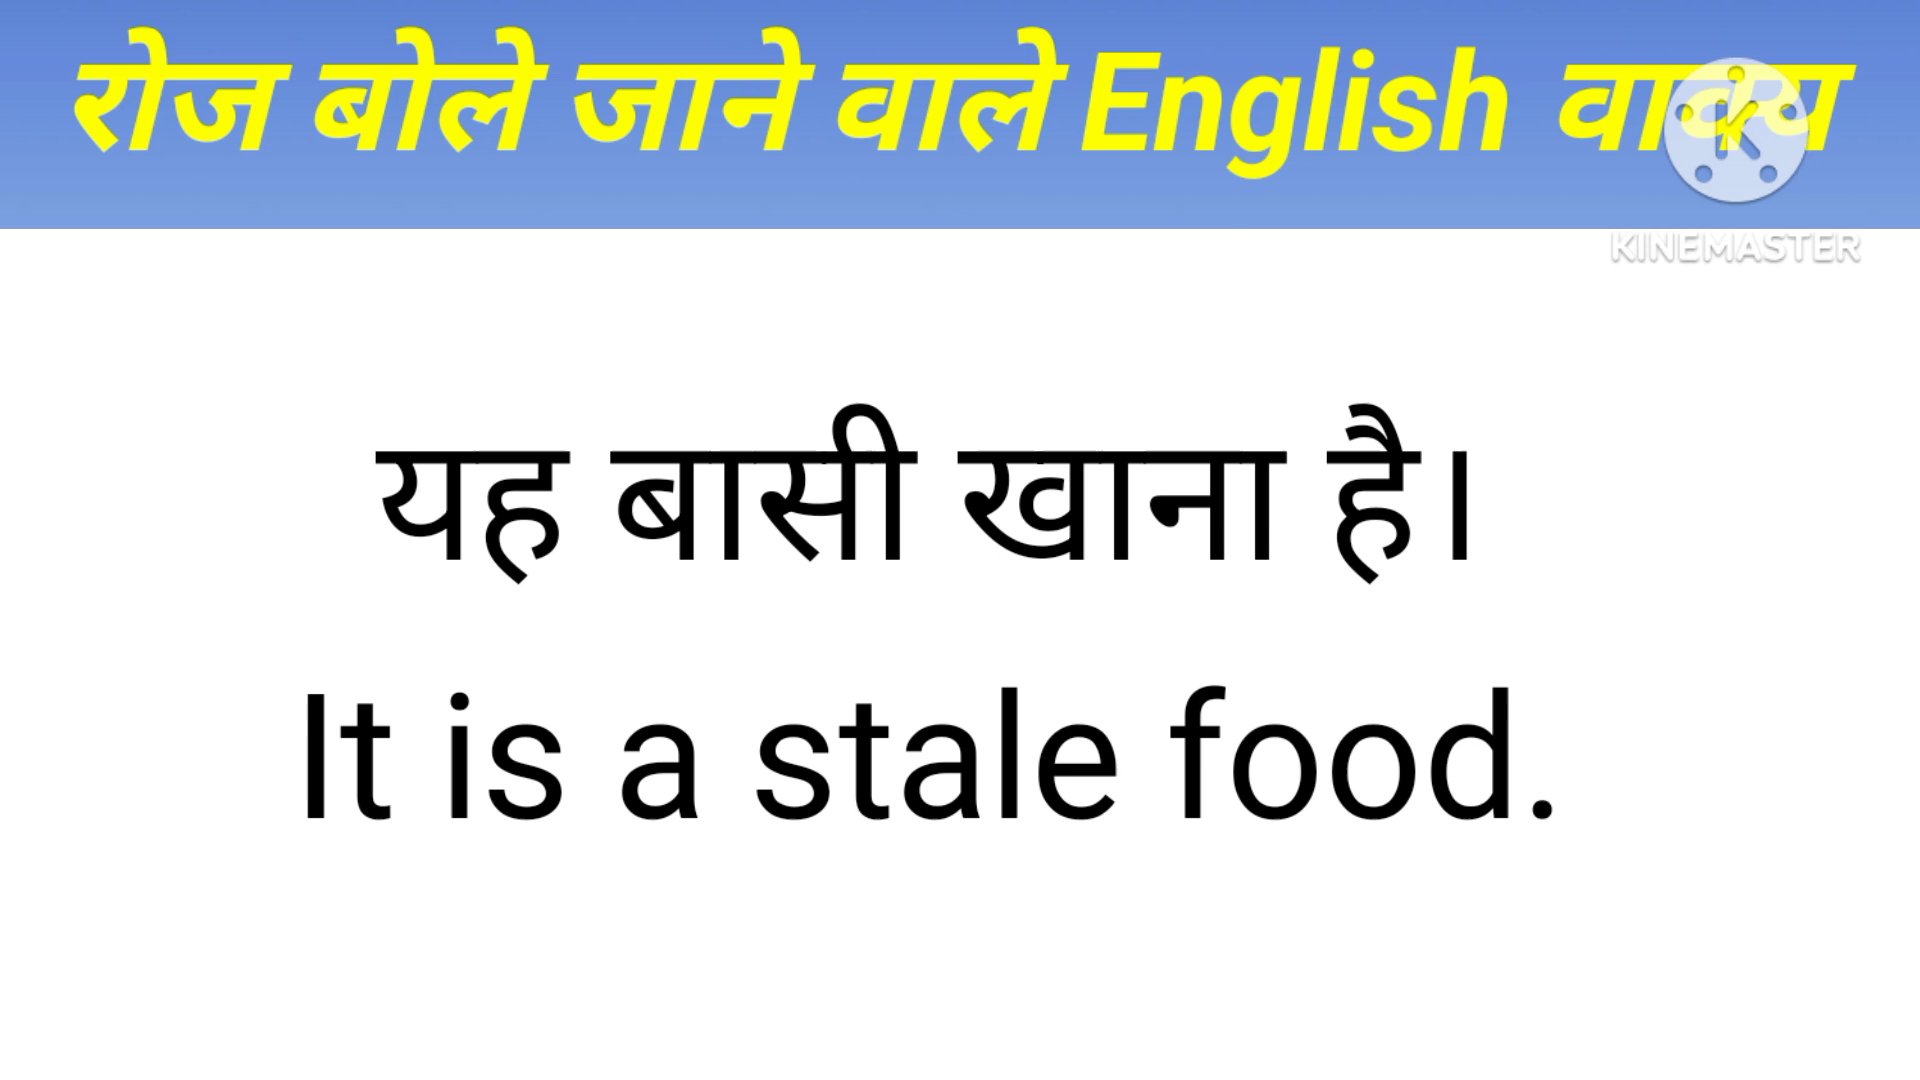 रोज बोले जाने वाले English वाक्य
KINEMASTER
यह बासी खाना है।
It is a stale food.